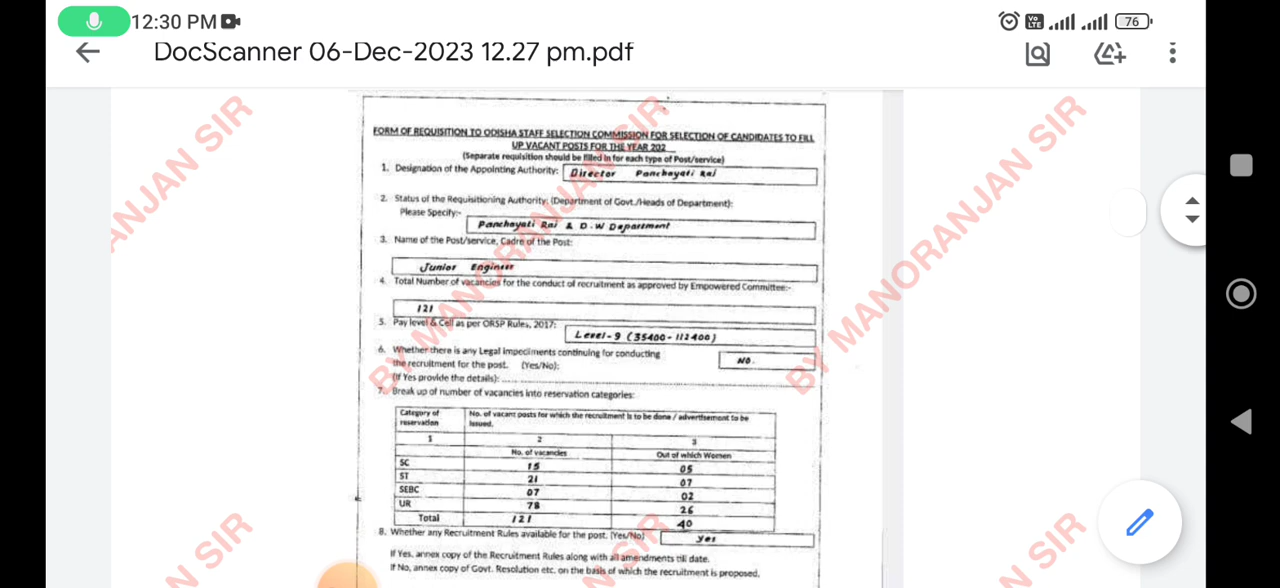 12:30 PM
Vo LTE
76
DocScanner 06-Dec-2023 12.27 pm.pdf
FORM OF REQUISITION TO ODISHA STAFF SELECTION COMMISSION FOR SELECTION OF CANDIDATES TO FILL
UP VACANT POSTS FOR THE YEAR 202
(Separate requisition should be filled in for each type of Post/service)
1. Designation of the Appointing Authority: Director Panchayati Raj
2. Status of the Requisitioning Authority: (Department of Govt./Heads of Department):
Please Specify:-
Panchayati Raj & D.W Department
3. Name of the Post/service, Cadre of the Post:
Junior Engineer
4. Total Number of vacancies for the conduct of recruitment as approved by Empowered Committee:-
121
5. Pay level & Cell as per ORSP Rules, 2017: Level-9 (35400-112400)
6. Whether there is any Legal impediments continuing for conducting
the recruitment for the post. (Yes/No): NO.
(If Yes provide the details):
7. Break up of number of vacancies into reservation categories:
Category of reservation No. of vacant posts for which the recruitment is to be done / advertisement to be issued.
1 2 3
No. of vacancies Out of which Women
SC 15 05
ST 21 07
SEBC 07 02
UR 78 26
Total 121 40
8. Whether any Recruitment Rules available for the post. (Yes/No) Yes
If Yes, annex copy of the Recruitment Rules along with all amendments till date.
If No, annex copy of Govt. Resolution etc. on the basis of which the recruitment is proposed.
ANJAN SIR
BY MANORANJAN SIR
BY MANORANJAN SIR
N SIR
SIR
N SIR